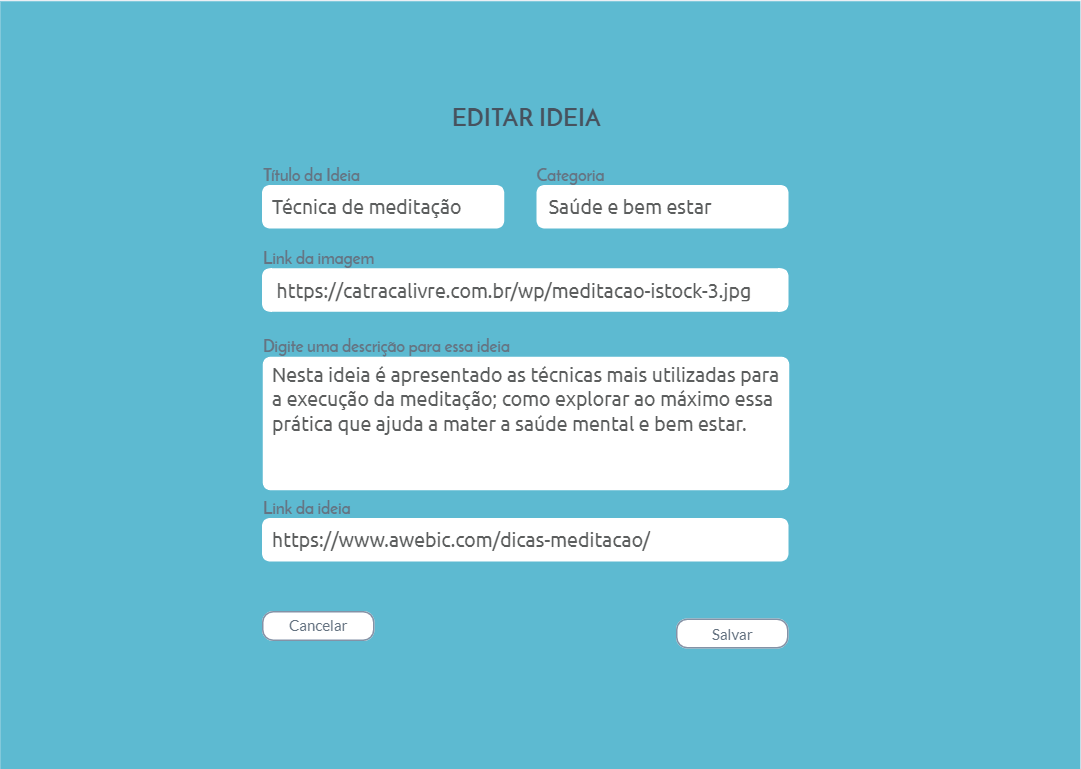 EDITAR IDEIA
Título da Ideia
Categoria
Técnica de meditação
Saúde e bem estar
Link da imagem
https://catracalivre.com.br/wp/meditacao-istock-3.jpg
Digite uma descrição para essa ideia
Nesta ideia é apresentado as técnicas mais utilizadas para
a execução da meditação; como explorar ao máximo essa
prática que ajuda a mater a saúde mental e bem estar.
Link da ideia
https://www.awebic.com/dicas-meditacao/
Cancelar
Salvar